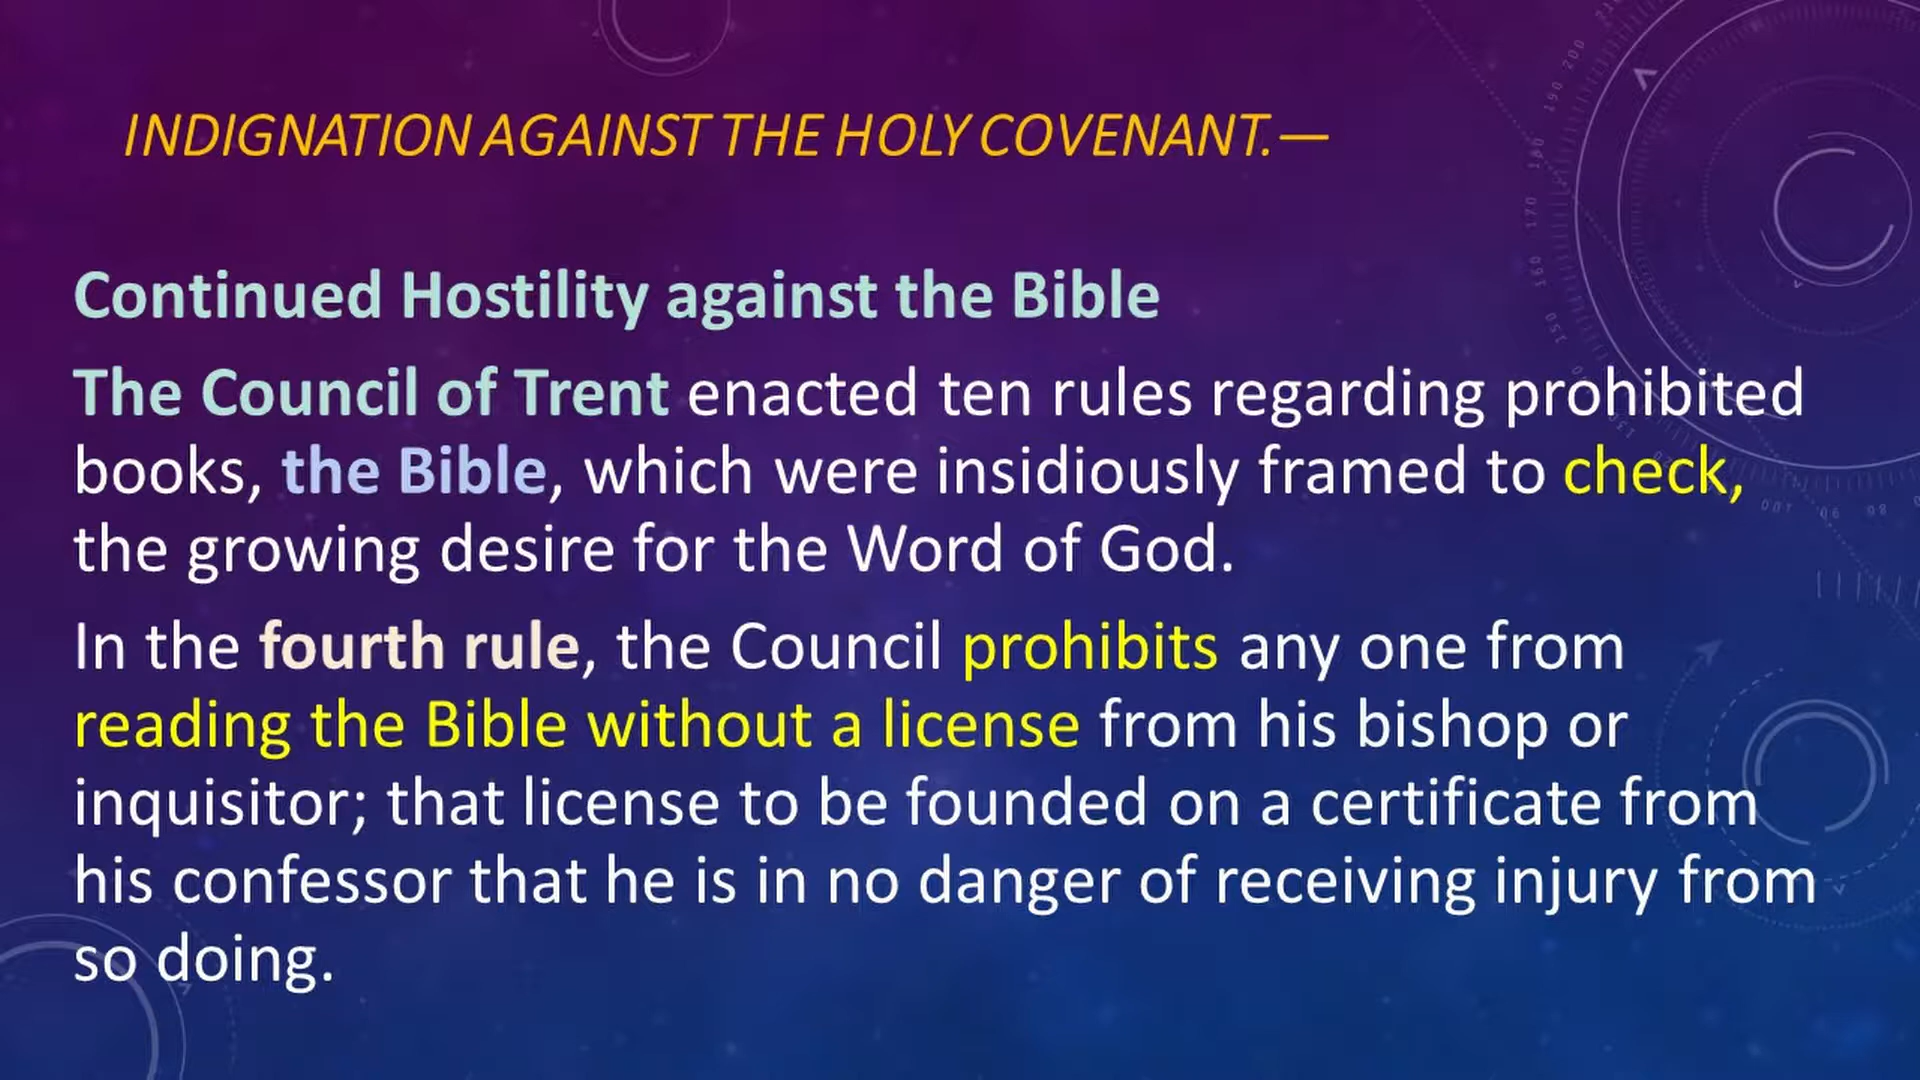 INDIGNATION AGAINST THE HOLY COVENANT.—
Continued Hostility against the Bible
The Council of Trent enacted ten rules regarding prohibited
books, the Bible, which were insidiously framed to check,
the growing desire for the Word of God.
In the fourth rule, the Council prohibits any one from
reading the Bible without a license from his bishop or
inquisitor; that license to be founded on a certificate from
his confessor that he is in no danger of receiving injury from
so doing.